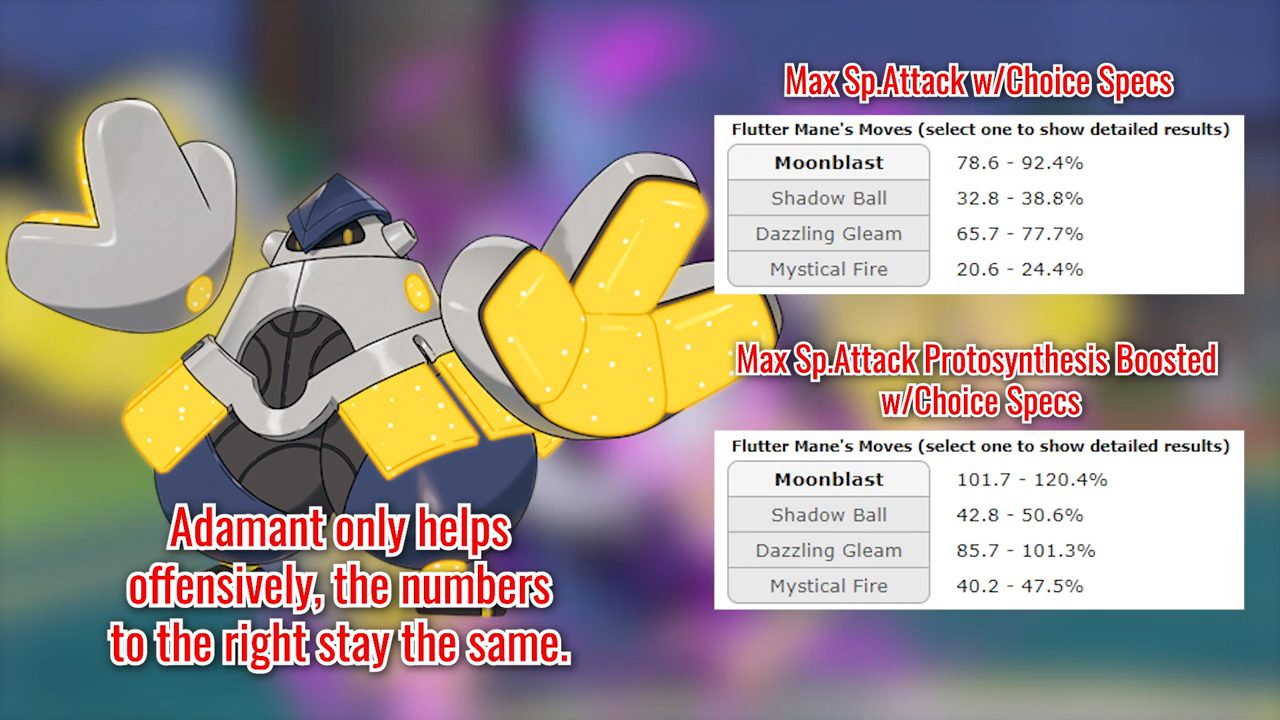 Max Sp.Attack w/Choice Specs
Flutter Mane's Moves (select one to show detailed results)
Moonblast 78.6 - 92.4%
Shadow Ball 32.8 - 38.8%
Dazzling Gleam 65.7 - 77.7%
Mystical Fire 20.6 - 24.4%
Max Sp.Attack Protosynthesis Boosted
w/Choice Specs
Flutter Mane's Moves (select one to show detailed results)
Moonblast 101.7 - 120.4%
Shadow Ball 42.8 - 50.6%
Dazzling Gleam 85.7 - 101.3%
Mystical Fire 40.2 - 47.5%
Adamant only helps
offensively, the numbers
to the right stay the same.